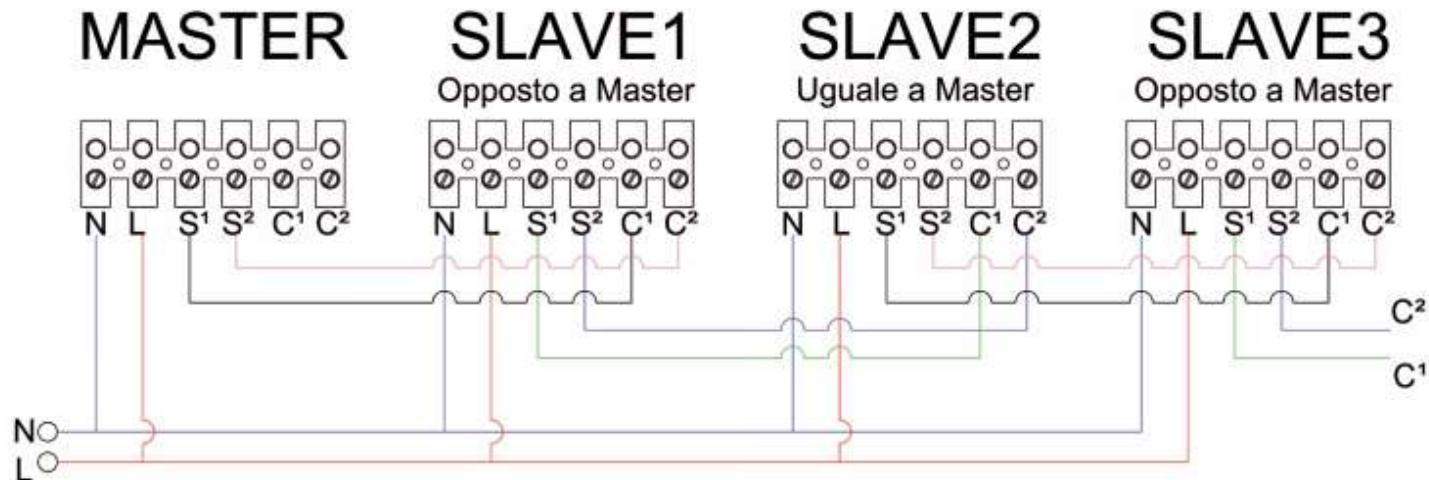 MASTER SLAVE1 SLAVE2 SLAVE3
Opposto a Master Uguale a Master Opposto a Master
N L S¹ S² C¹ C² N L S¹ S² C¹ C² N L S¹ S² C¹ C² N L S¹ S² C¹ C²
C²
C¹
N
L